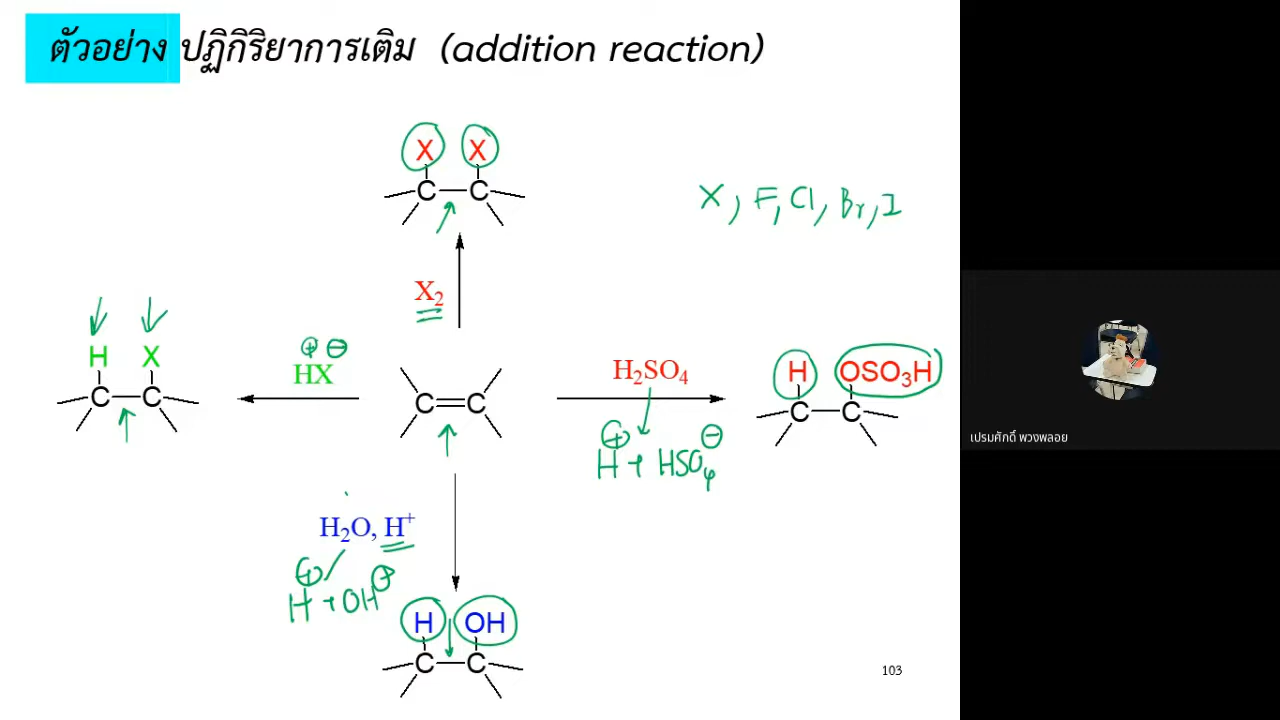 ตัวอย่าง ปฏิกิริยาการเติม (addition reaction)
X X
C C
X, F, Cl, Br, I
X2
H X
C C
⊕ ⊖
HX
C C
H2SO4
⊕ ⊖
H + HSO4
H OSO3H
C C
เปรมศักดิ์ พวงพลอย
H2O, H+
⊕
H + OH
H OH
C C
103